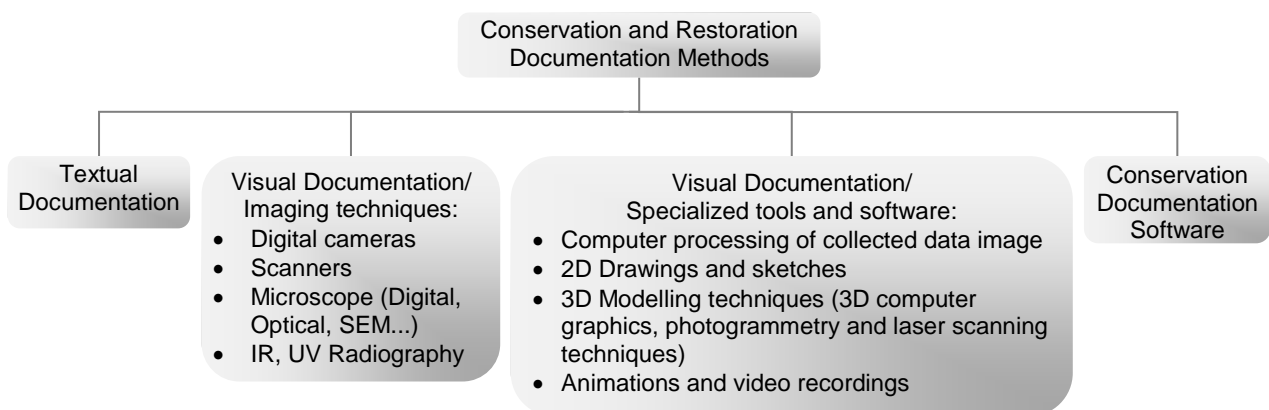 Conservation and Restoration
Documentation Methods
Textual
Documentation
Visual Documentation/
Imaging techniques:
• Digital cameras
• Scanners
• Microscope (Digital,
Optical, SEM...)
• IR, UV Radiography
Visual Documentation/
Specialized tools and software:
• Computer processing of collected data image
• 2D Drawings and sketches
• 3D Modelling techniques (3D computer
graphics, photogrammetry and laser scanning
techniques)
• Animations and video recordings
Conservation
Documentation
Software